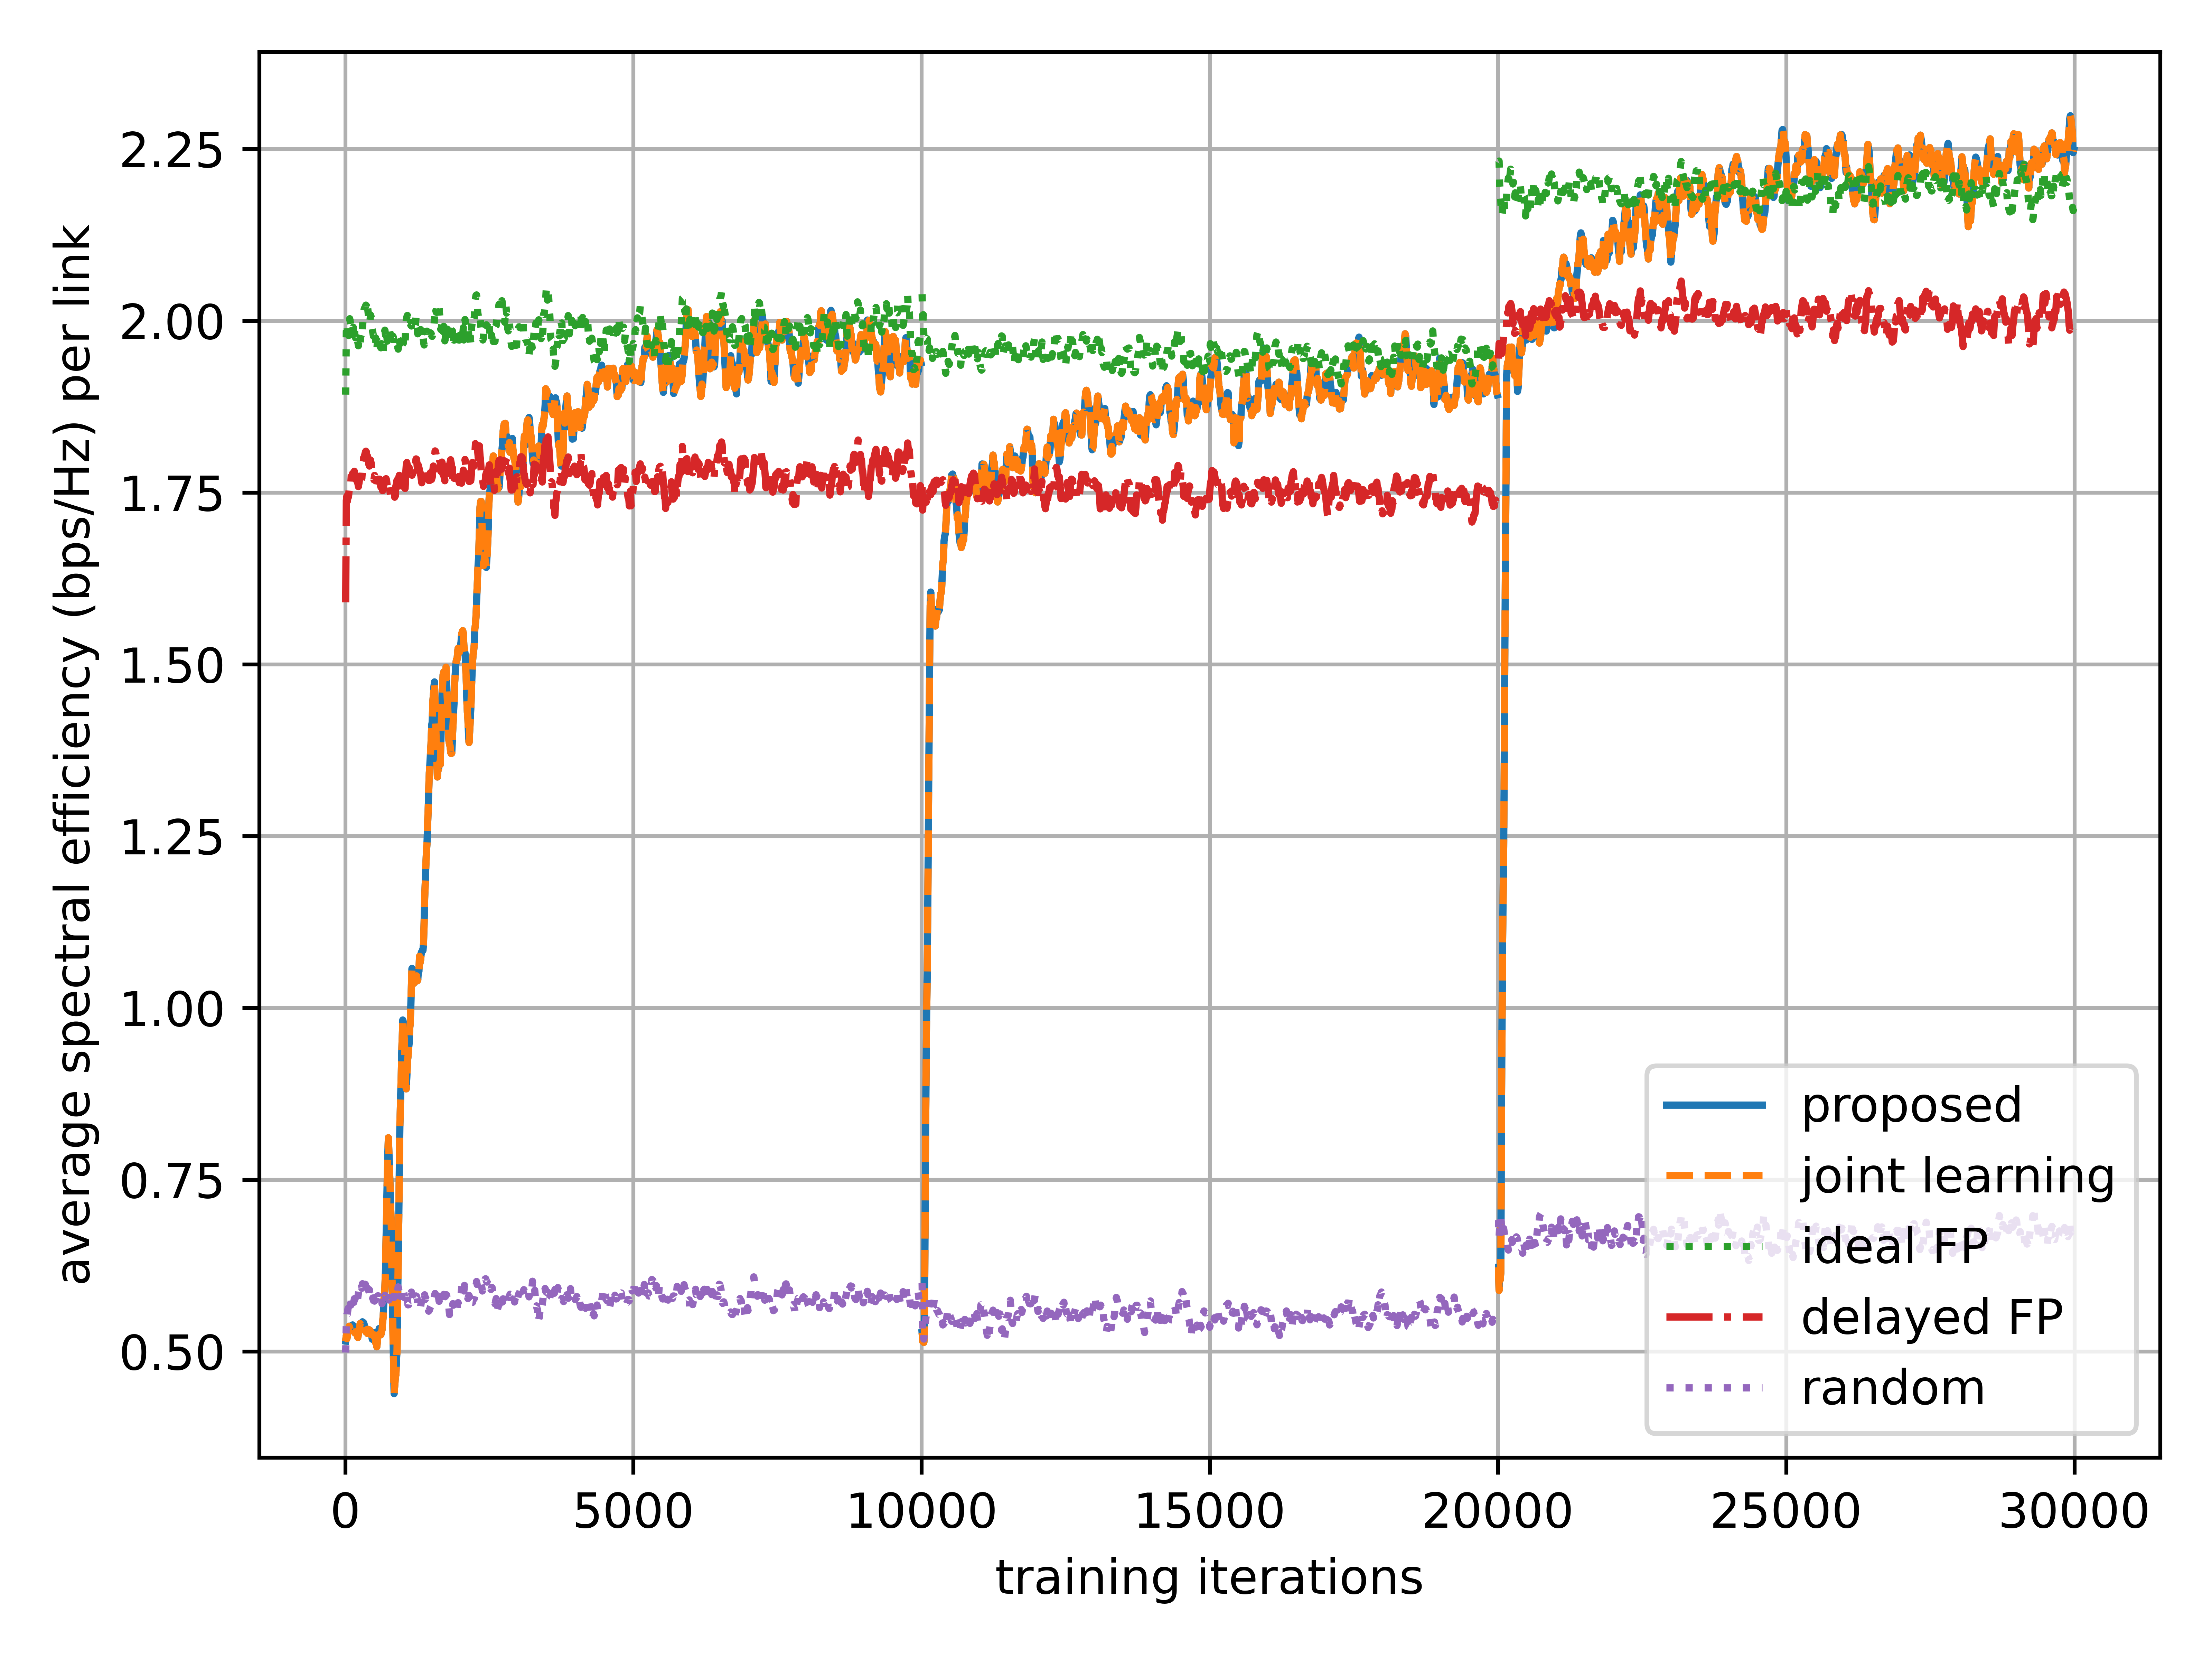 average spectral efficiency (bps/Hz) per link
2.25
2.00
1.75
1.50
1.25
1.00
0.75
0.50
proposed
joint learning
ideal FP
delayed FP
random
0 5000 10000 15000 20000 25000 30000
training iterations